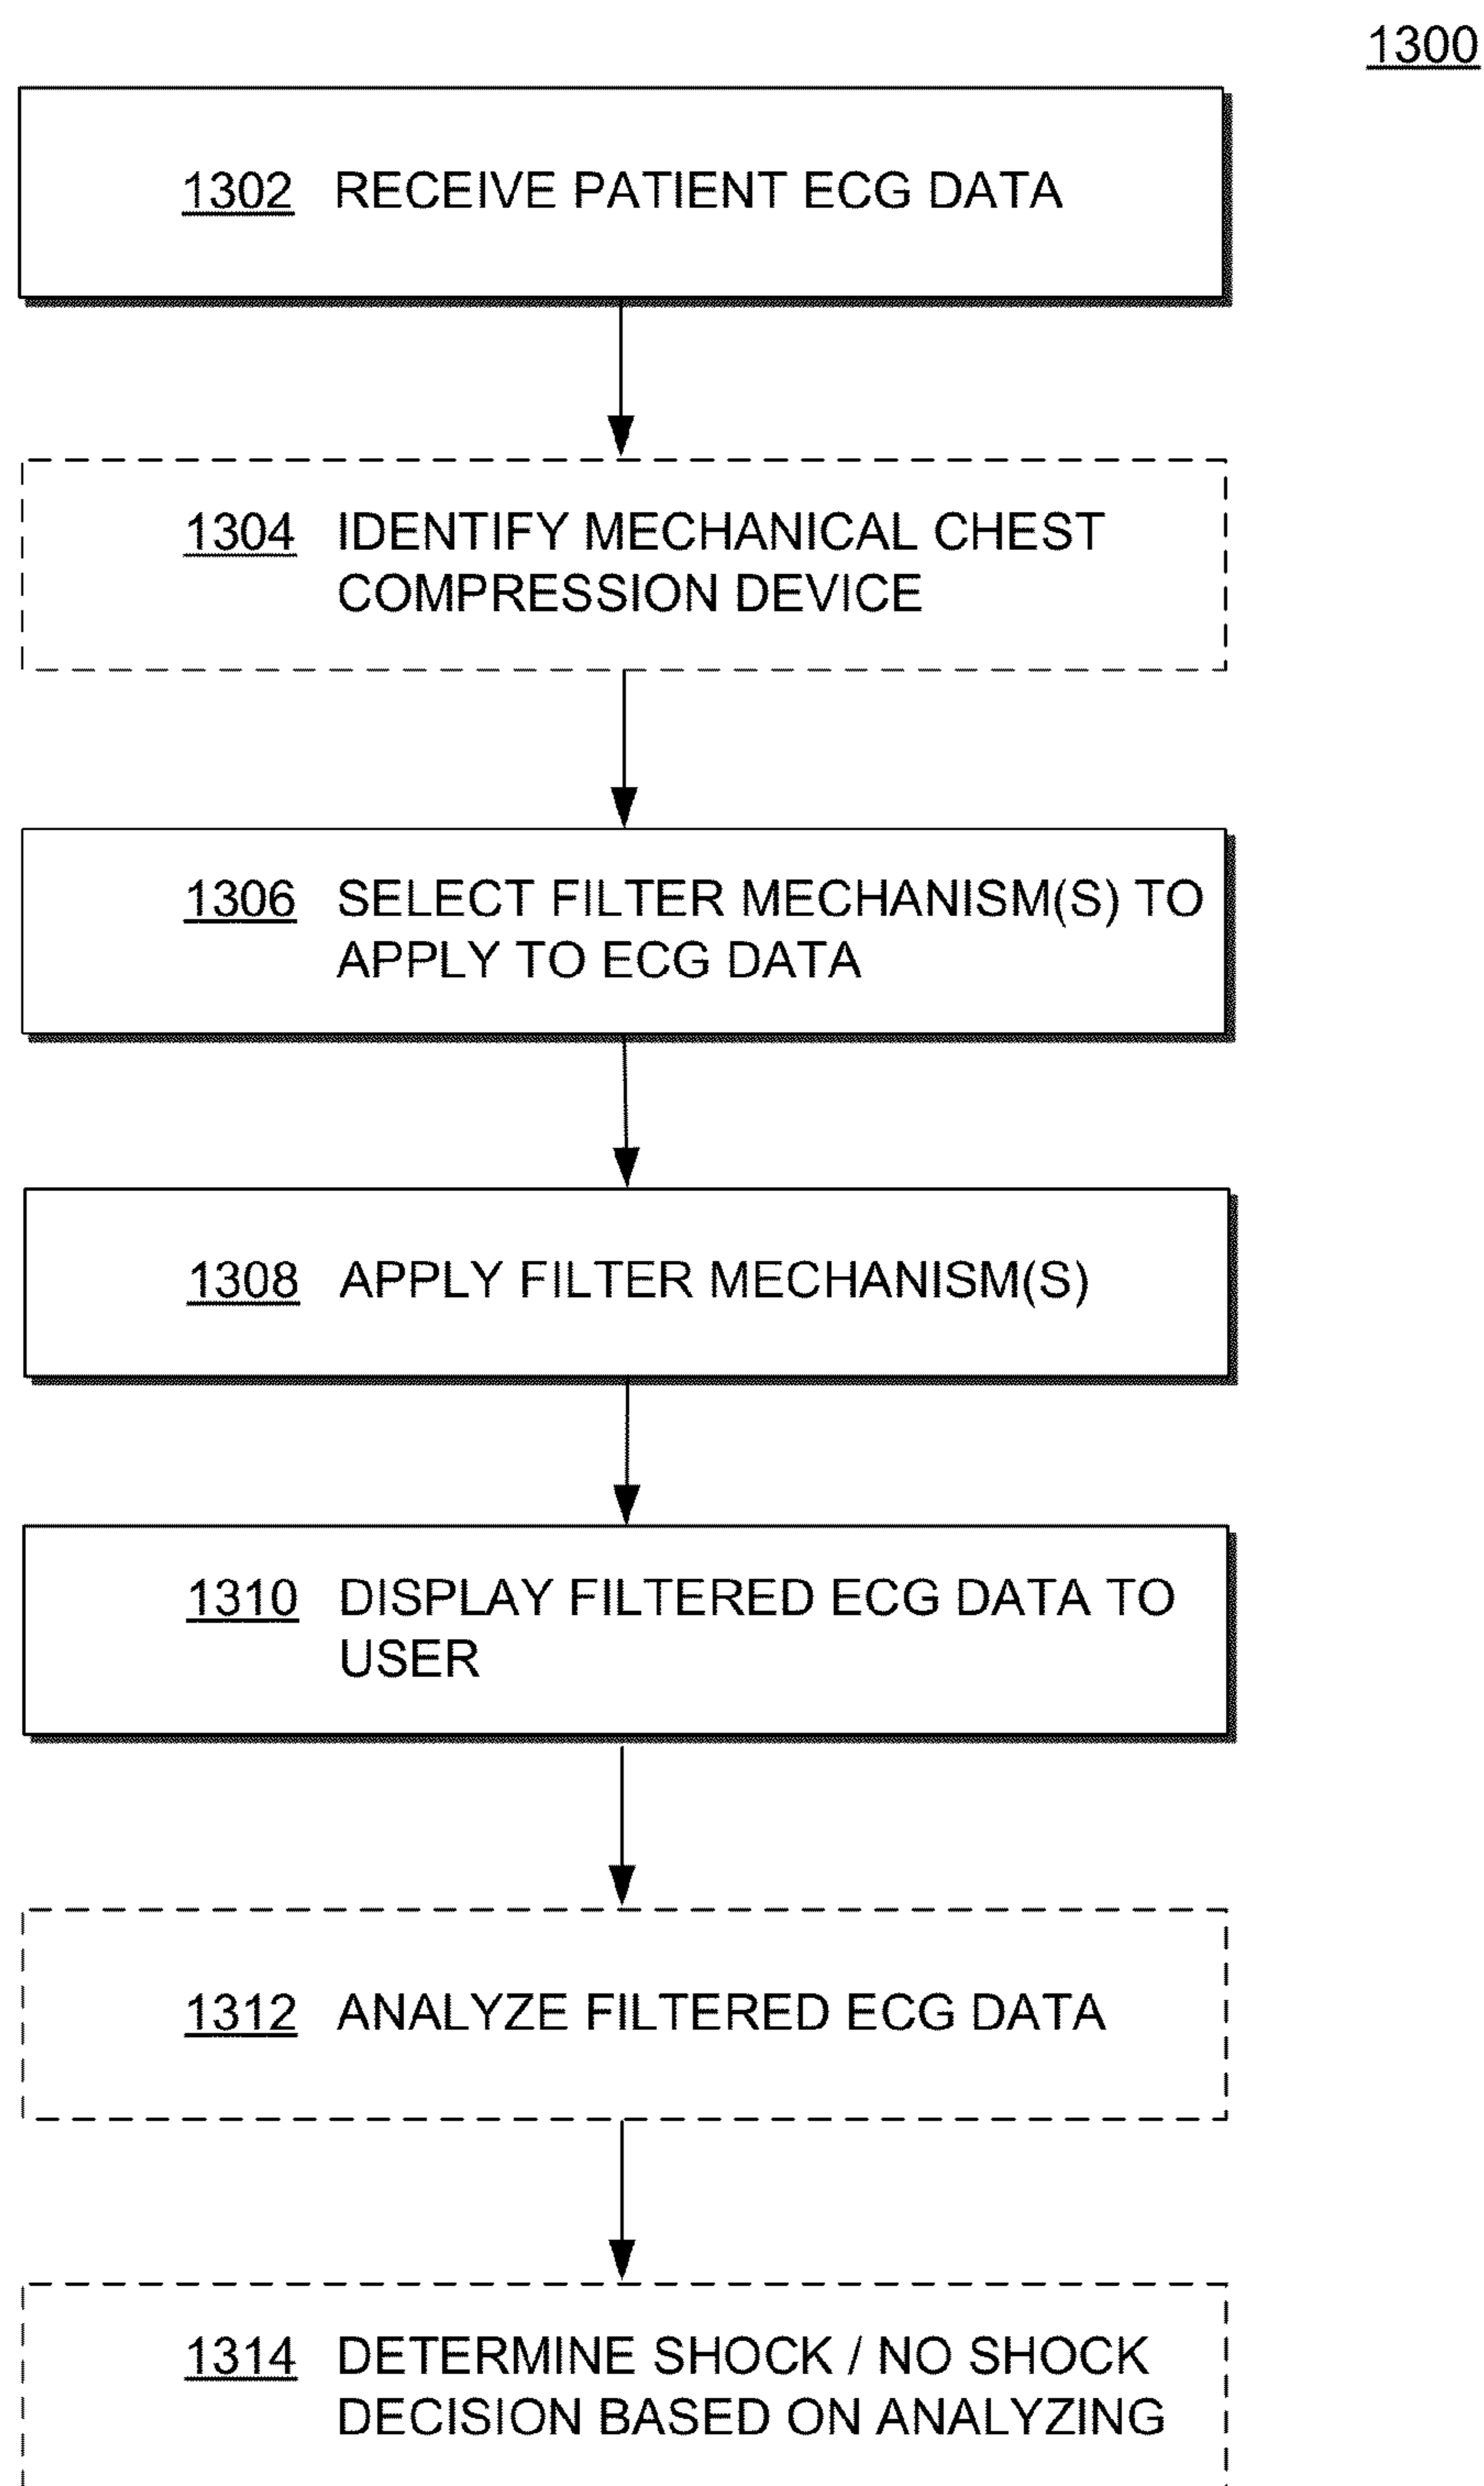 1300
1302 RECEIVE PATIENT ECG DATA
1304 IDENTIFY MECHANICAL CHEST
COMPRESSION DEVICE
1306 SELECT FILTER MECHANISM(S) TO
APPLY TO ECG DATA
1308 APPLY FILTER MECHANISM(S)
1310 DISPLAY FILTERED ECG DATA TO
USER
1312 ANALYZE FILTERED ECG DATA
1314 DETERMINE SHOCK / NO SHOCK
DECISION BASED ON ANALYZING